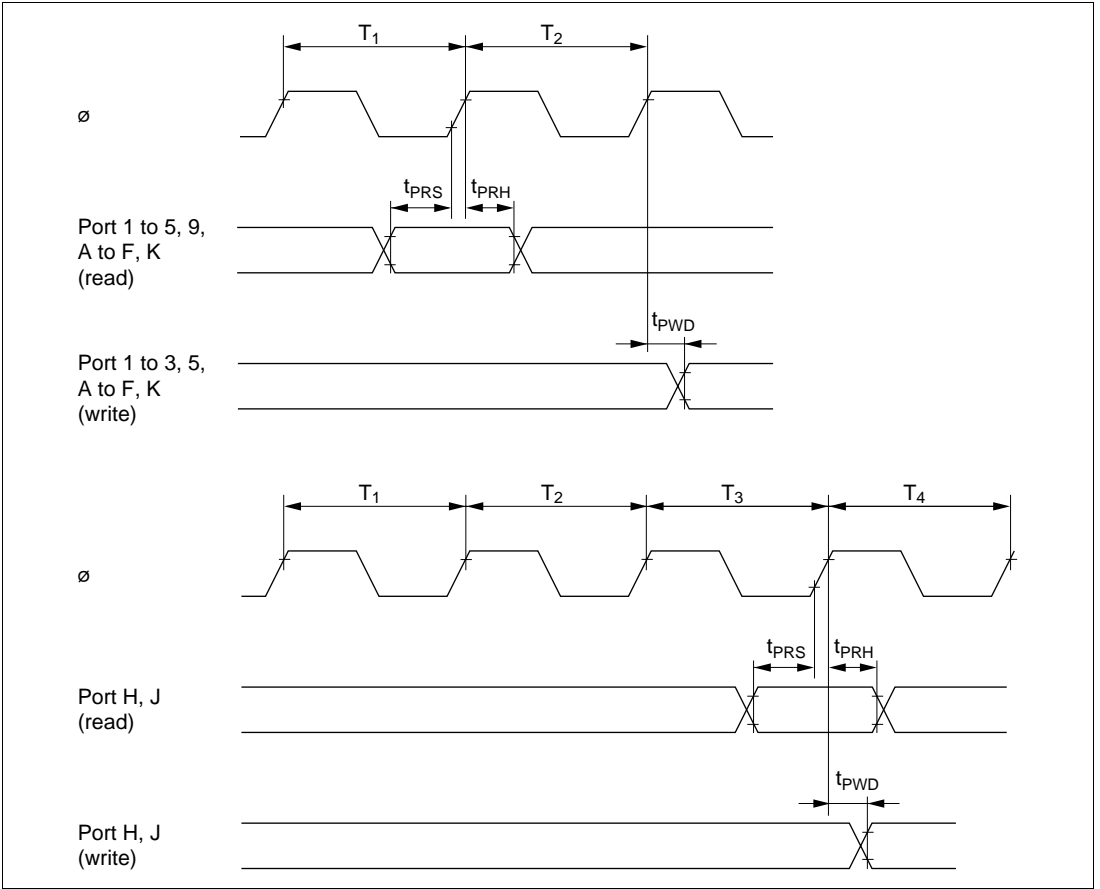 T1 T2
ø
tPRS tPRH
Port 1 to 5, 9,
A to F, K
(read)
tPWD
Port 1 to 3, 5,
A to F, K
(write)
T1 T2 T3 T4
ø
tPRS tPRH
Port H, J
(read)
tPWD
Port H, J
(write)